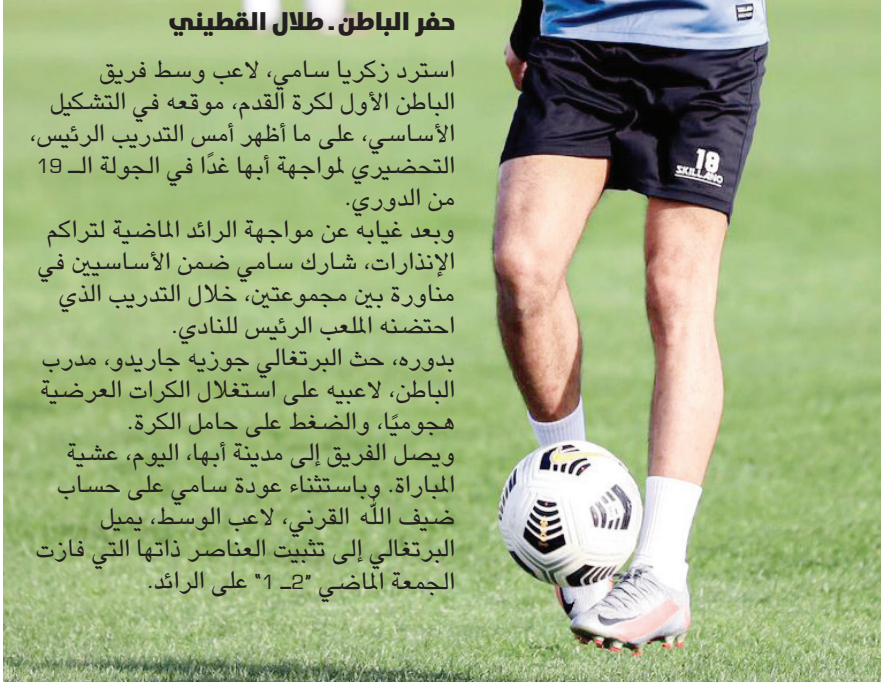 حفر الباطن. طلال القطيني
استرد زكريا سامي، لاعب وسط فريق
الباطن الأول لكرة القدم، موقعه في التشكيل
الأساسي، على ما أظهر أمس التدريب الرئيس،
التحضيري لمواجهة أبها غدًا في الجولة الــ 19
من الدوري.
وبعد غيابه عن مواجهة الرائد الماضية لتراكم
الإنذارات، شارك سامي ضمن الأساسيين في
مناورة بين مجموعتين، خلال التدريب الذي
احتضنه الملعب الرئيس للنادي.
بدوره، حث البرتغالي جوزيه جاريدو، مدرب
الباطن، لاعبيه على استغلال الكرات العرضية
هجوميًا، والضغط على حامل الكرة.
ويصل الفريق إلى مدينة أبها، اليوم، عشية
المباراة. وباستثناء عودة سامي على حساب
ضيف الله القرني، لاعب الوسط، يميل
البرتغالي إلى تثبيت العناصر ذاتها التي فازت
الجمعة الماضي "2ــ 1" على الرائد.
18
SKILLANO